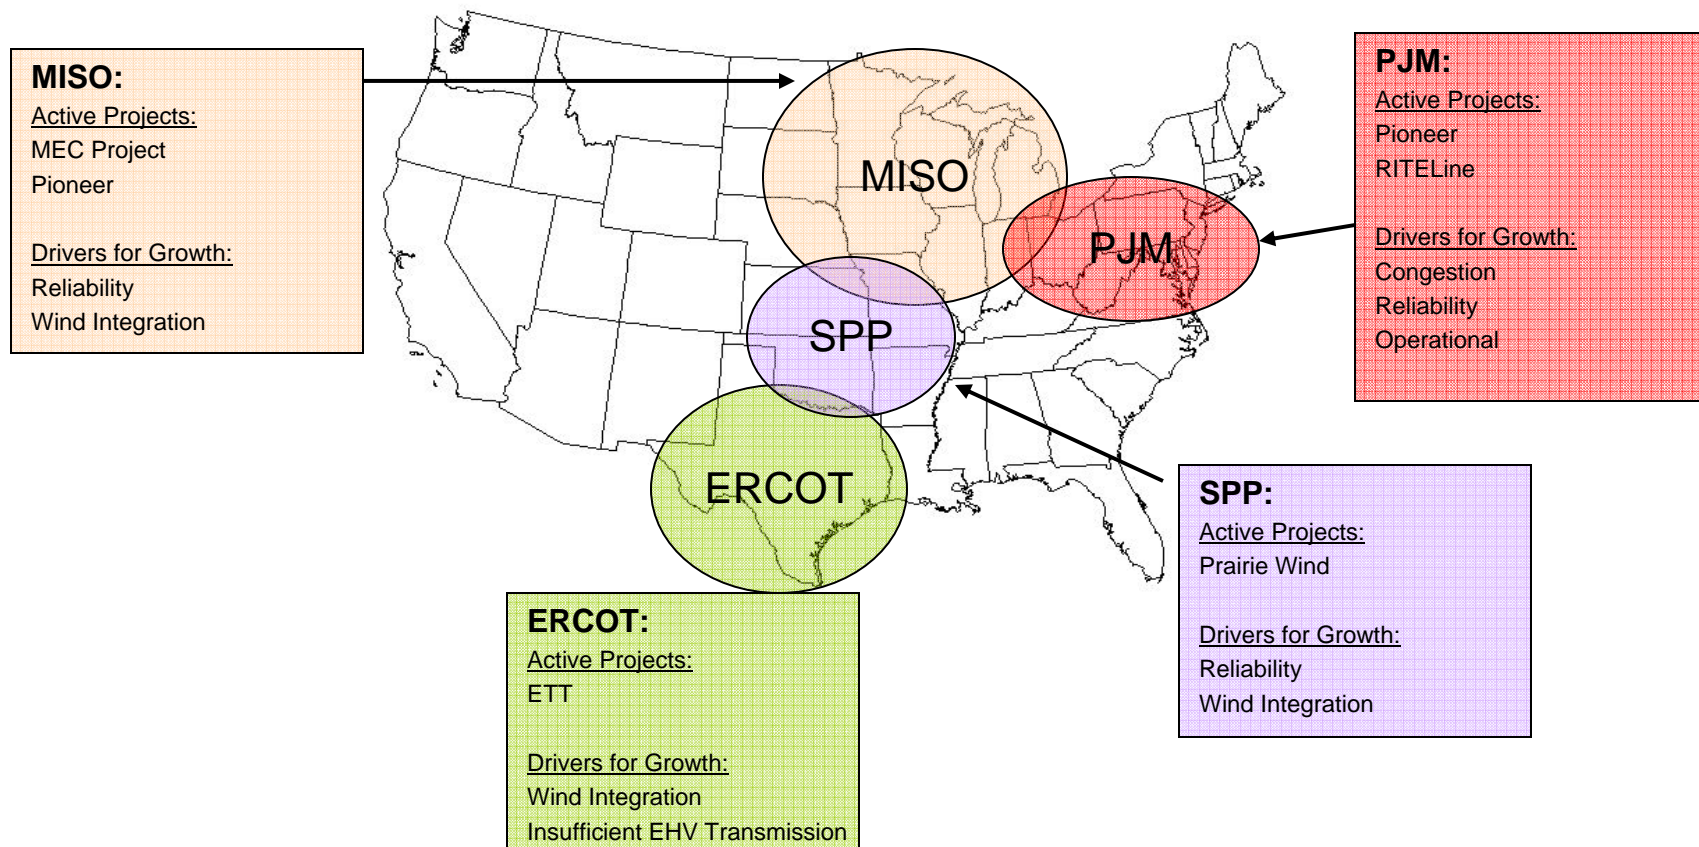 MISO:
Active Projects:
MEC Project
Pioneer
Drivers for Growth:
Reliability
Wind Integration
MISO
PJM
SPP
ERCOT
PJM:
Active Projects:
Pioneer
RITELine
Drivers for Growth:
Congestion
Reliability
Operational
SPP:
Active Projects:
Prairie Wind
Drivers for Growth:
Reliability
Wind Integration
ERCOT:
Active Projects:
ETT
Drivers for Growth:
Wind Integration
Insufficient EHV Transmission